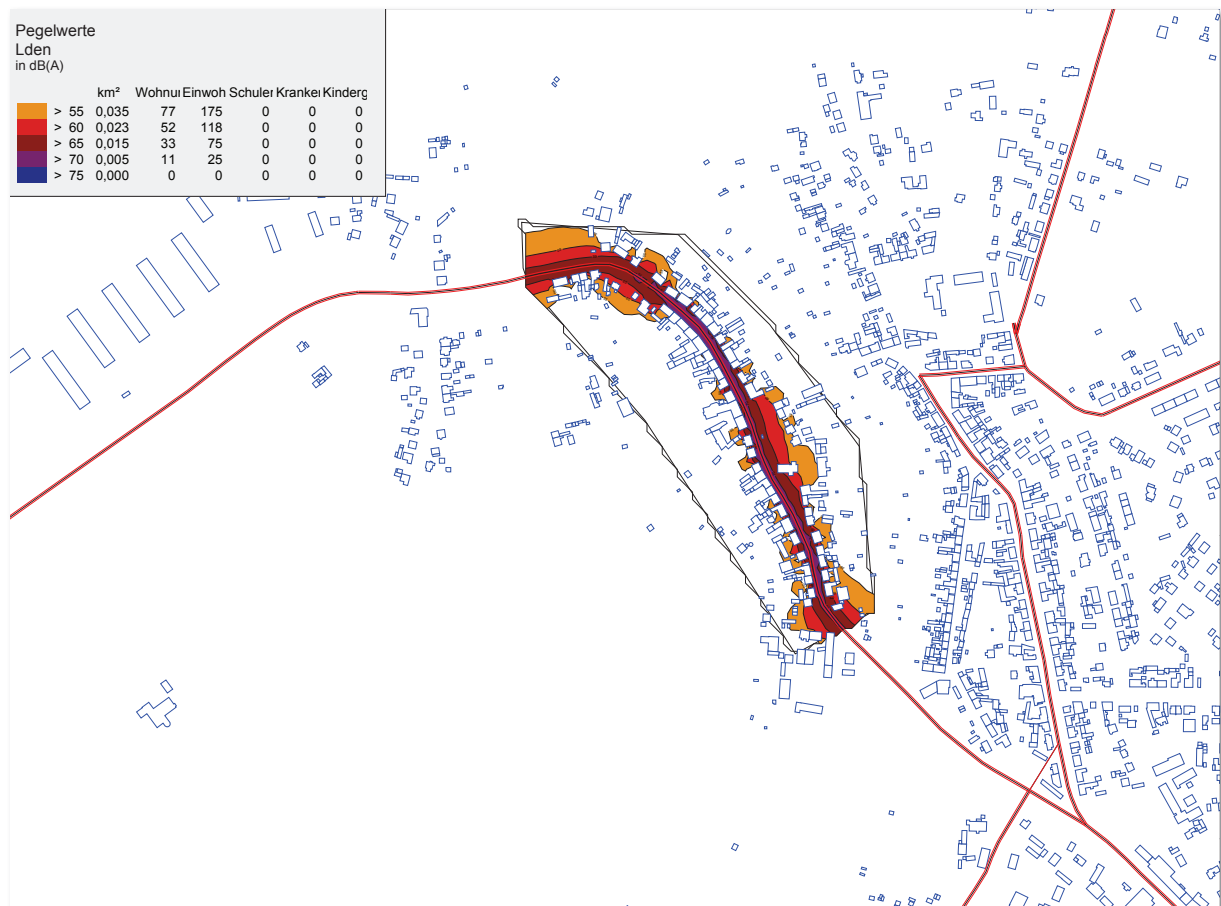 Pegelwerte
Lden
in dB(A)
km² Wohnu Einwoh Schuler Kranke Kinderg
> 55 0,035 77 175 0 0 0
> 60 0,023 52 118 0 0 0
> 65 0,015 33 75 0 0 0
> 70 0,005 11 25 0 0 0
> 75 0,000 0 0 0 0 0